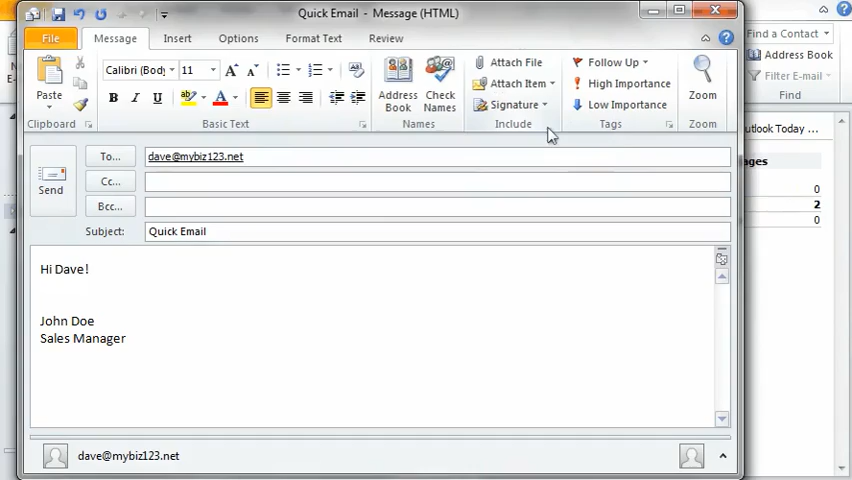 Quick Email - Message (HTML)
File Message Insert Options Format Text Review
Find a Contact
Paste
Calibri (Body 11
Address Book
Check Names
Attach File
Attach Item
Signature
Follow Up
High Importance
Low Importance
Zoom
Address Book
Filter E-mail
B I U A
Clipboard Basic Text Names Include Tags Zoom Find
N
E-
Send
To... dave@mybiz123.net
Cc...
Bcc...
Subject: Quick Email
utlook Today ...
ages
0
2
0
Hi Dave!
John Doe
Sales Manager
dave@mybiz123.net